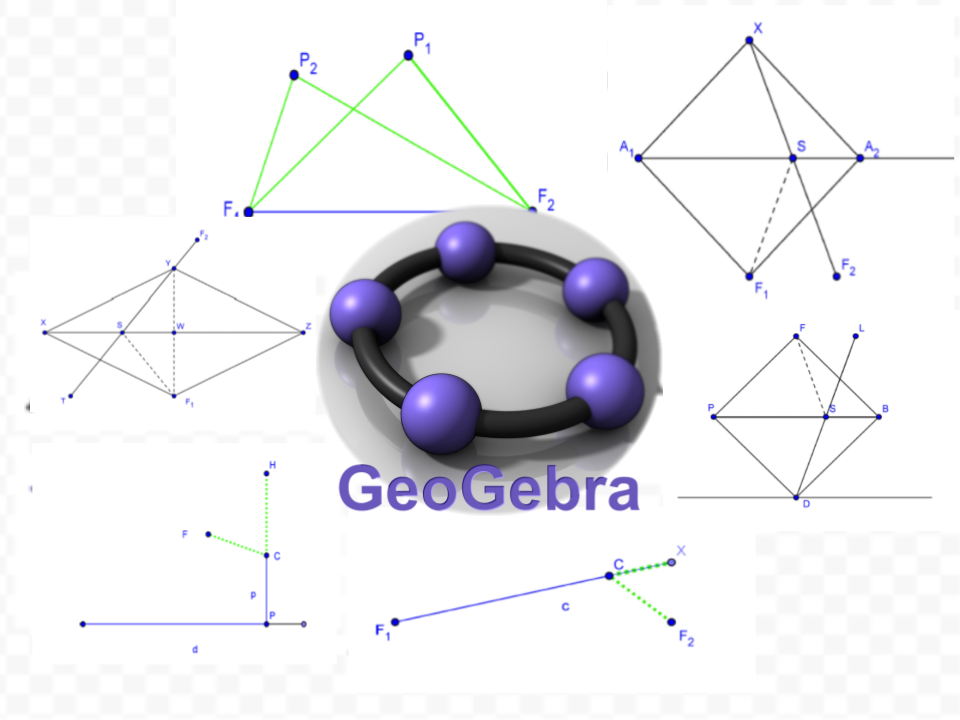 P2
P1
F1
F2
X
A1
S
A2
F1
F2
F2
Y
X
S
W
Z
T
F1
F
L
P
S
B
D
GeoGebra
H
F
C
p
P
d
C
X
c
F1
F2